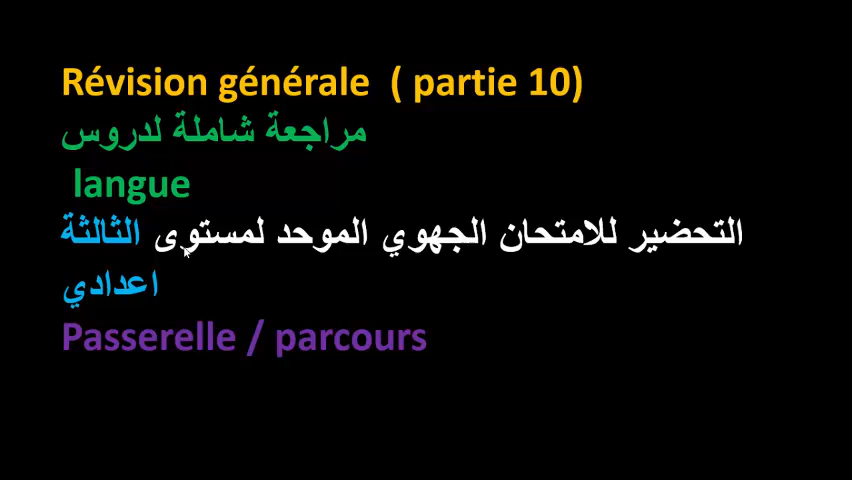 Révision générale ( partie 10)
مراجعة شاملة لدروس
langue
التحضير للامتحان الجهوي الموحد لمستوى الثالثة
اعدادي
Passerelle / parcours